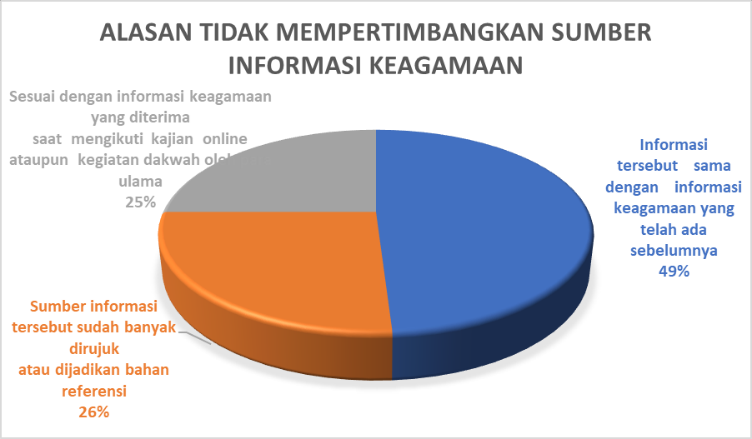 ALASAN TIDAK MEMPERTIMBANGKAN SUMBER
INFORMASI KEAGAMAAN
Sesuai dengan informasi keagamaan
yang diterima
saat mengikuti kajian online
ataupun kegiatan dakwah
ulama
25%
Informasi
tersebut sama
dengan informasi
keagamaan yang
telah ada
sebelumnya
49%
Sumber informasi
tersebut sudah banyak
dirujuk
atau dijadikan bahan
referensi
26%